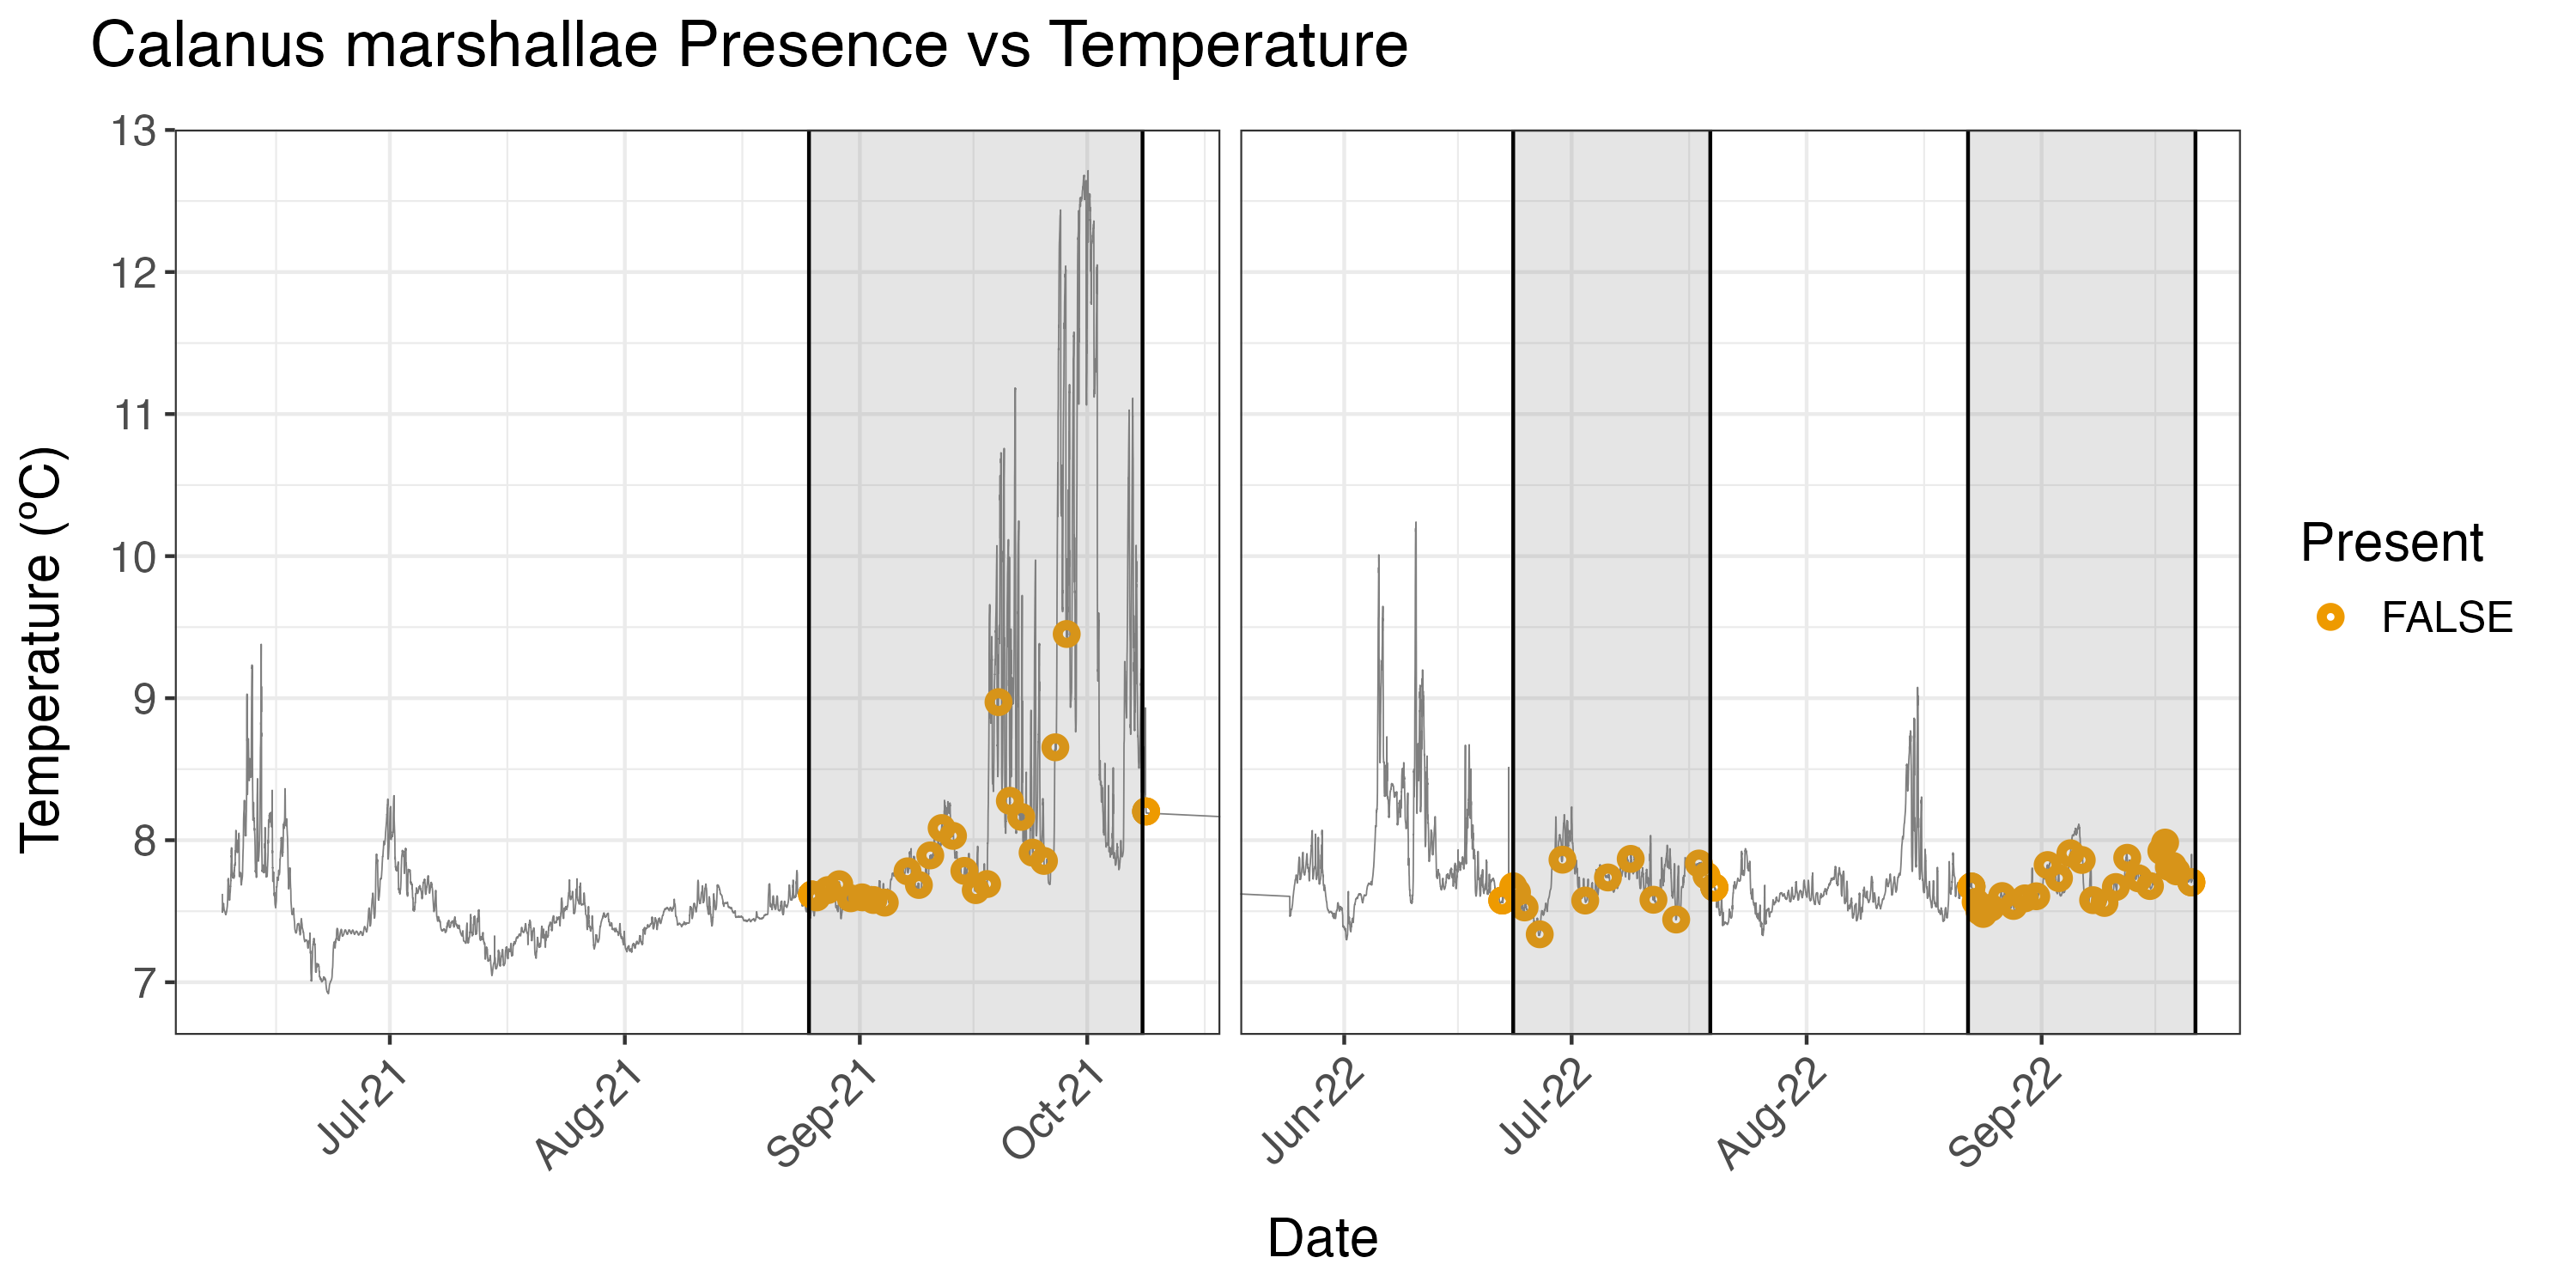 Calanus marshallae Presence vs Temperature
13
12
11
10
9
8
7
Temperature (ºC)
Jul-21
Aug-21
Sep-21
Oct-21
Jun-22
Jul-22
Aug-22
Sep-22
Date
Present
FALSE